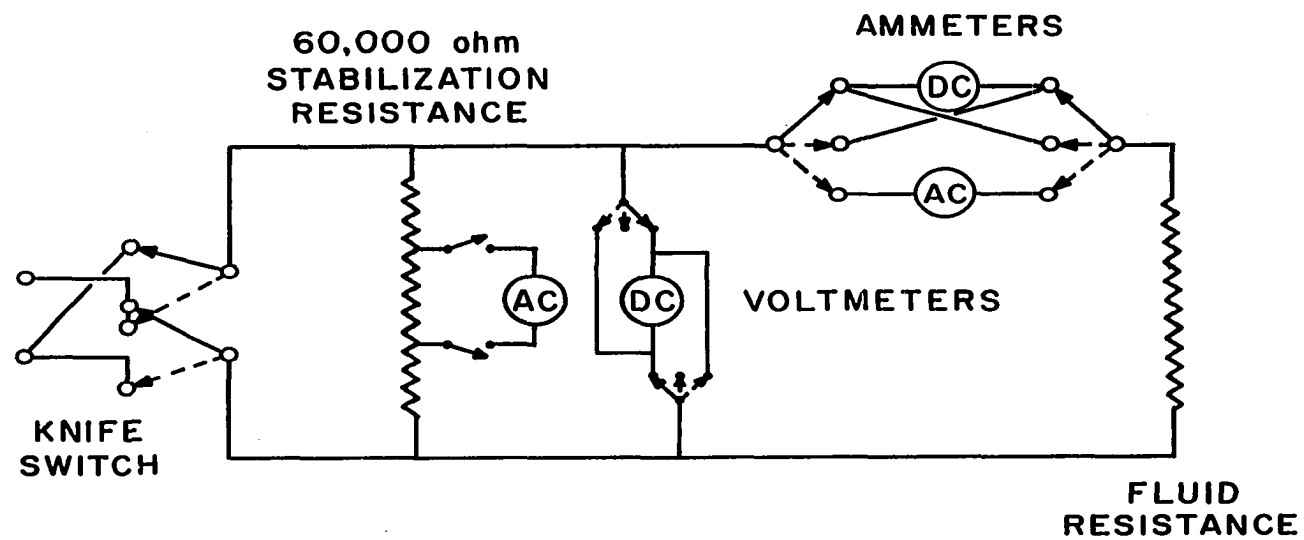 AMMETERS
60,000 ohm
STABILIZATION
RESISTANCE
DC
AC
AC
DC
VOLTMETERS
KNIFE
SWITCH
FLUID
RESISTANCE